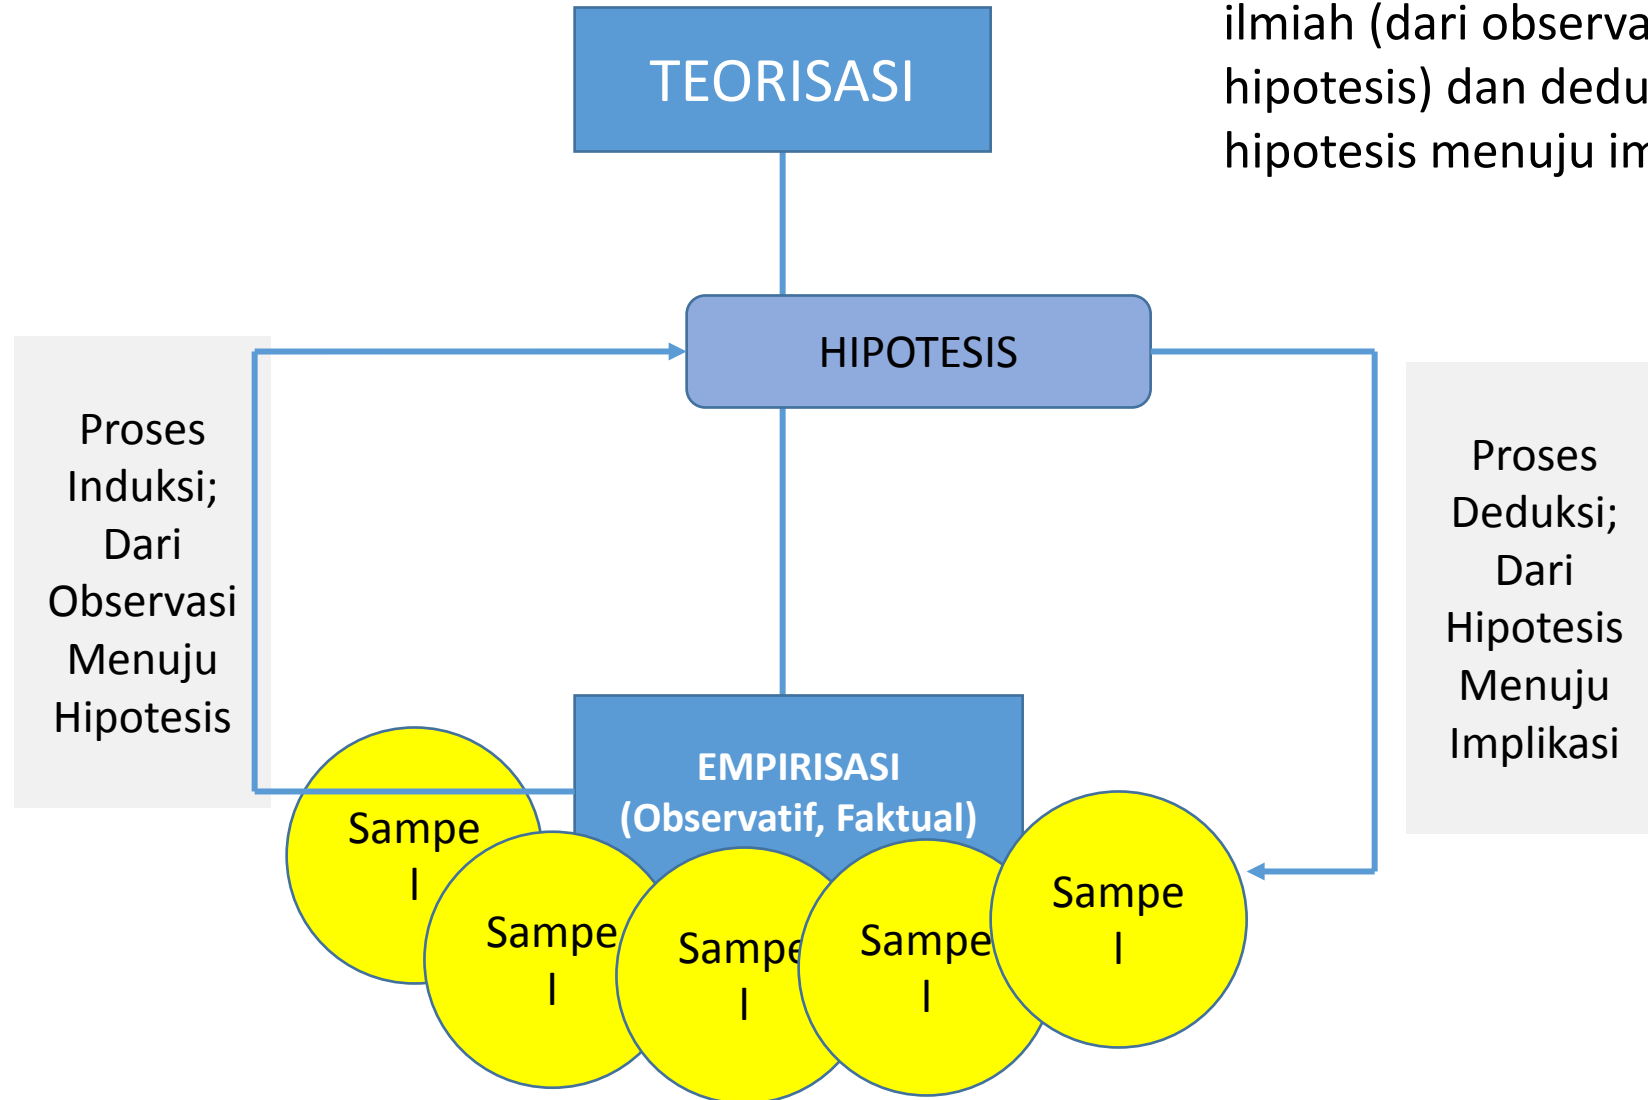 ilmiah (dari observa
hipotesis) dan dedu
hipotesis menuju im
TEORISASI
HIPOTESIS
Proses
Induksi;
Dari
Observasi
Menuju
Hipotesis
Proses
Deduksi;
Dari
Hipotesis
Menuju
Implikasi
EMPIRISASI
(Observatif, Faktual)
Sampe
l
Sampe
l
Sampe
l
Sampe
l
Sampe
l